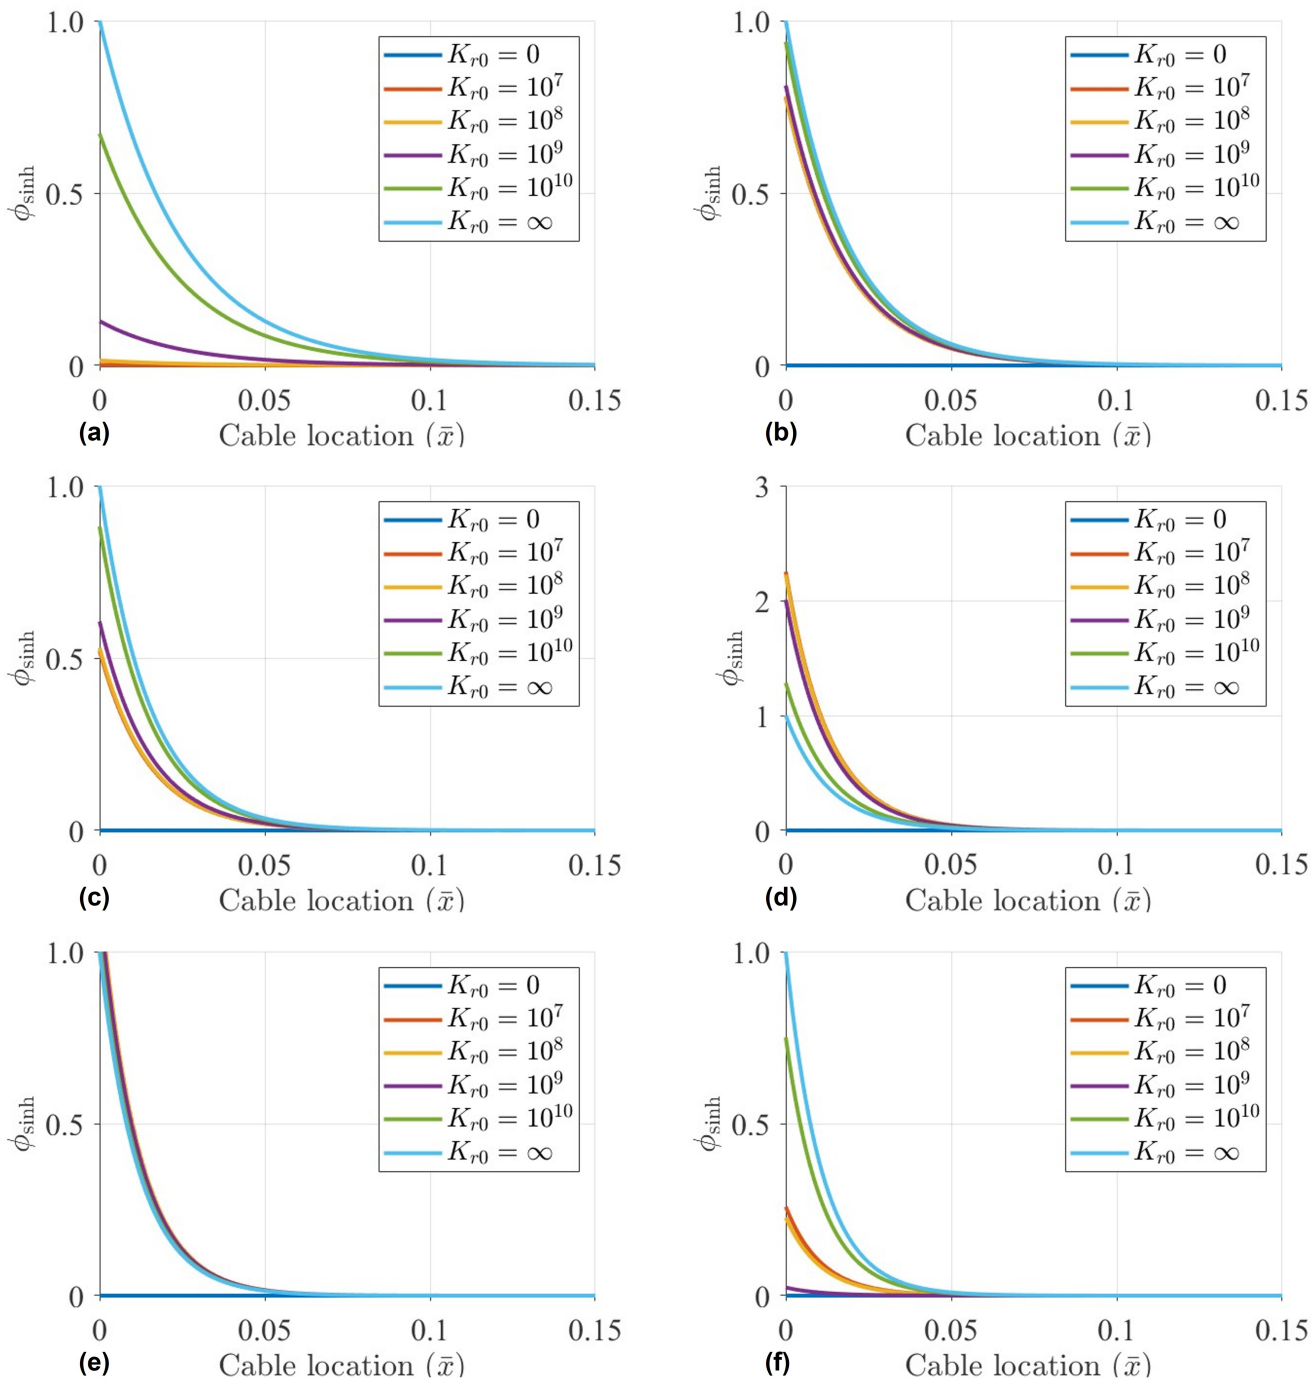 1.0
0.5
0
ϕ_sinh
K_{r0} = 0
K_{r0} = 10^7
K_{r0} = 10^8
K_{r0} = 10^9
K_{r0} = 10^{10}
K_{r0} = ∞
0 0.05 0.1 0.15
(a) Cable location (x̄)
1.0
0.5
0
ϕ_sinh
K_{r0} = 0
K_{r0} = 10^7
K_{r0} = 10^8
K_{r0} = 10^9
K_{r0} = 10^{10}
K_{r0} = ∞
0 0.05 0.1 0.15
(b) Cable location (x̄)
1.0
0.5
0
ϕ_sinh
K_{r0} = 0
K_{r0} = 10^7
K_{r0} = 10^8
K_{r0} = 10^9
K_{r0} = 10^{10}
K_{r0} = ∞
0 0.05 0.1 0.15
(c) Cable location (x̄)
3
2
1
0
ϕ_sinh
K_{r0} = 0
K_{r0} = 10^7
K_{r0} = 10^8
K_{r0} = 10^9
K_{r0} = 10^{10}
K_{r0} = ∞
0 0.05 0.1 0.15
(d) Cable location (x̄)
1.0
0.5
0
ϕ_sinh
K_{r0} = 0
K_{r0} = 10^7
K_{r0} = 10^8
K_{r0} = 10^9
K_{r0} = 10^{10}
K_{r0} = ∞
0 0.05 0.1 0.15
(e) Cable location (x̄)
1.0
0.5
0
ϕ_sinh
K_{r0} = 0
K_{r0} = 10^7
K_{r0} = 10^8
K_{r0} = 10^9
K_{r0} = 10^{10}
K_{r0} = ∞
0 0.05 0.1 0.15
(f) Cable location (x̄)